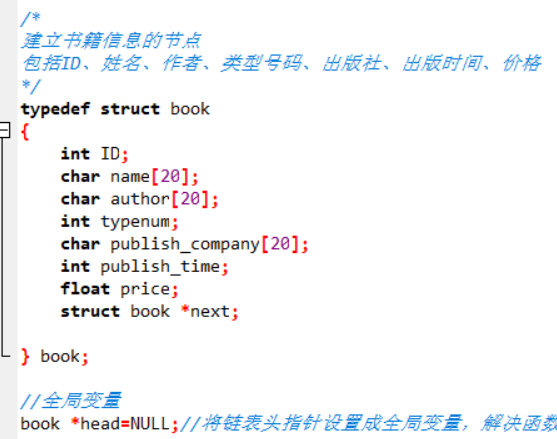 /*
建立书籍信息的节点
包括ID、姓名、作者、类型号码、出版社、出版时间、价格
*/
typedef struct book
{
int ID;
char name[20];
char author[20];
int typenum;
char publish_company[20];
int publish_time;
float price;
struct book *next;
} book;
//全局变量
book *head=NULL;//将链表头指针设置成全局变量，解决函数